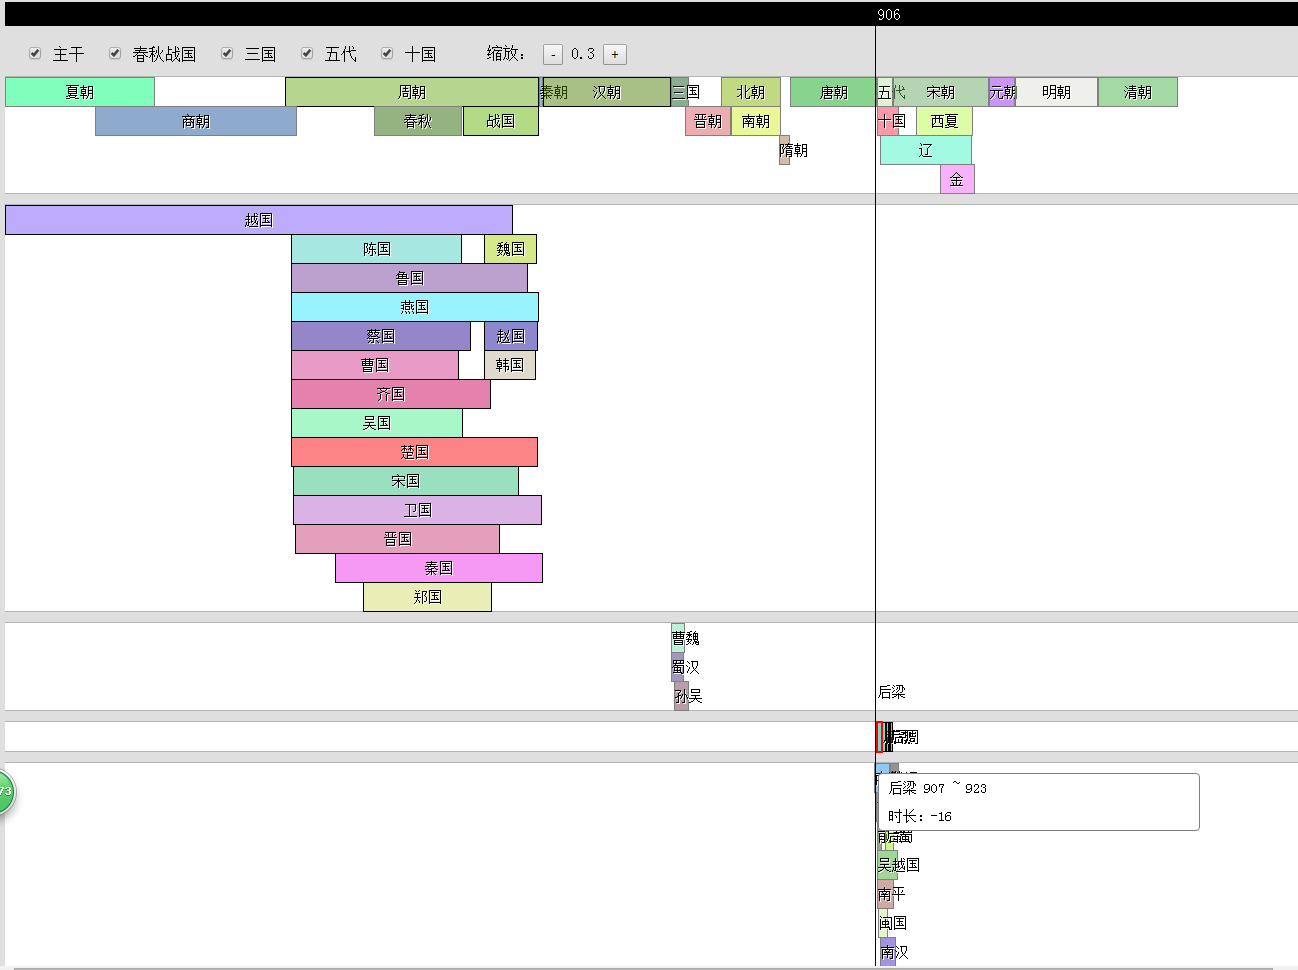 906
主干 春秋战国 三国 五代 十国 缩放： - 0.3 +
夏朝 周朝 秦朝 汉朝 三国 北朝 唐朝 五代 宋朝 元朝 明朝 清朝
商朝 春秋 战国 晋朝 南朝 十国 西夏
隋朝 辽
金
越国
陈国 魏国
鲁国
燕国
蔡国 赵国
曹国 韩国
齐国
吴国
楚国
宋国
卫国
晋国
秦国
郑国
曹魏
蜀汉
孙吴 后梁
后周
73
后梁 907 ~ 923
时长：-16
吴越国
南平
闽国
南汉